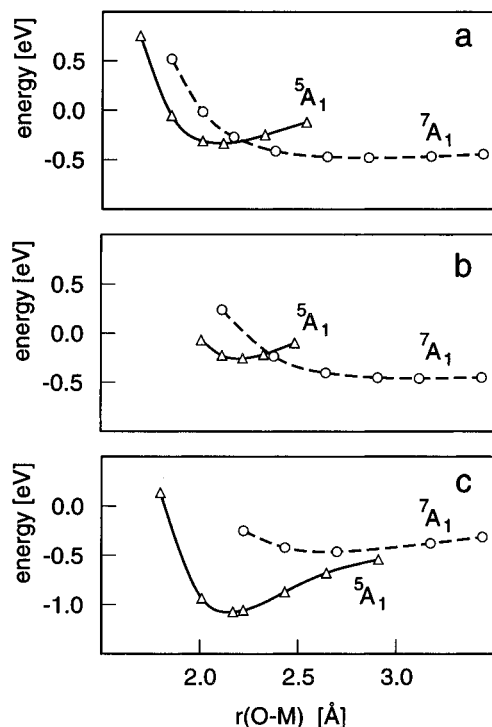 a
energy [eV]
0.5
0.0
-0.5
⁵A₁
⁷A₁
b
energy [eV]
0.5
0.0
-0.5
⁵A₁
⁷A₁
c
energy [eV]
0.0
-0.5
-1.0
⁷A₁
⁵A₁
2.0 2.5 3.0
r(O-M) [Å]